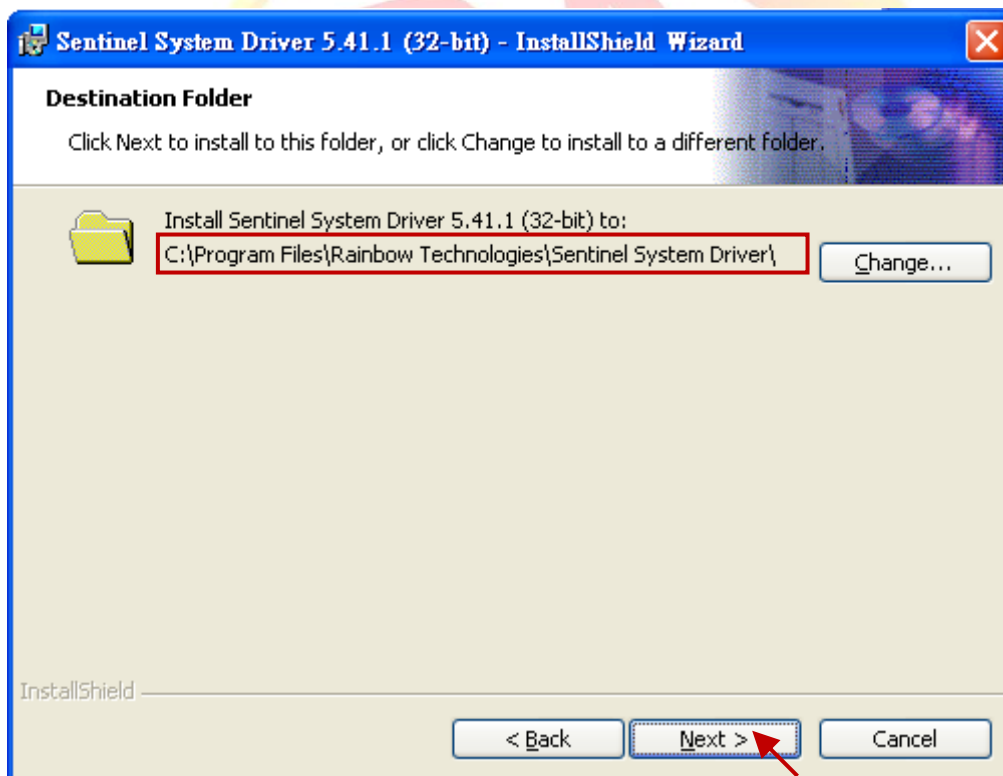 Sentinel System Driver 5.41.1 (32-bit) - InstallShield Wizard
Destination Folder
Click Next to install to this folder, or click Change to install to a different folder.
Install Sentinel System Driver 5.41.1 (32-bit) to:
C:\Program Files\Rainbow Technologies\Sentinel System Driver\
Change...
InstallShield
< Back
Next >
Cancel